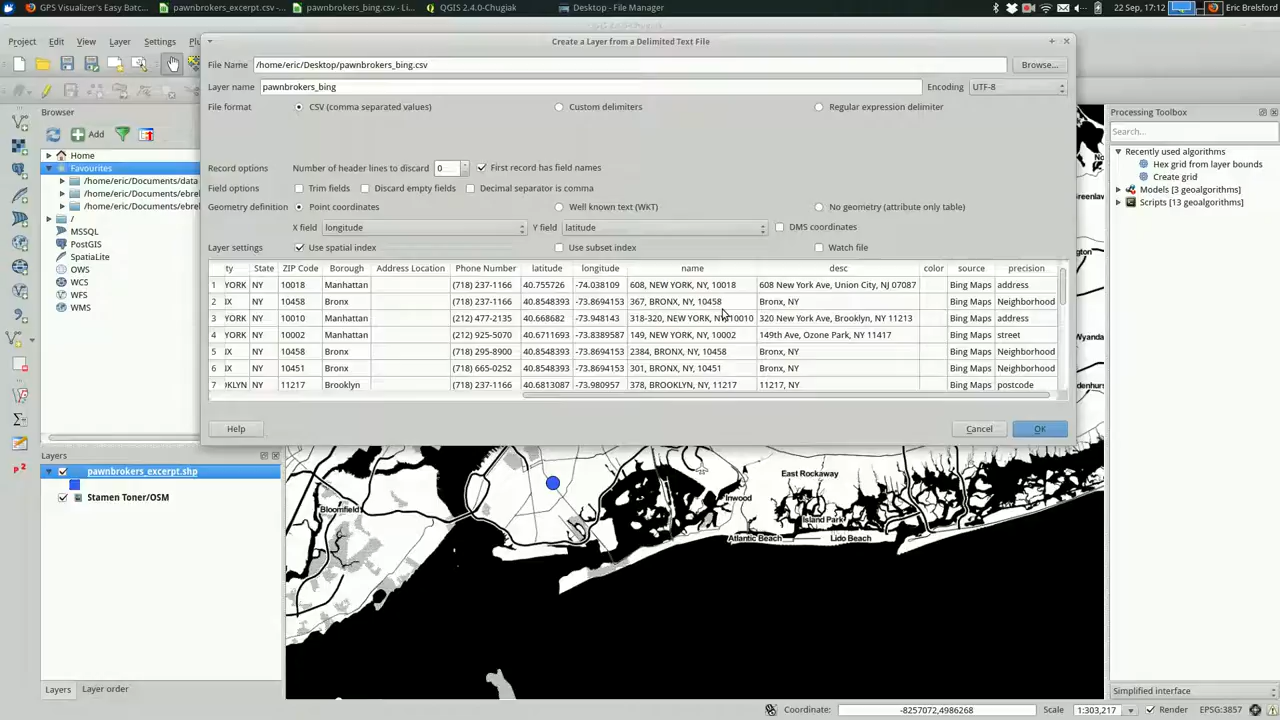 GPS Visualizer's Easy Batc... pawnbrokers_excerpt.csv -... pawnbrokers_bing.csv - Li... QGIS 2.4.0-Chugiak Desktop - File Manager 22 Sep, 17:12 Eric Brelsford
Project Edit View Layer Settings
Create a Layer from a Delimited Text File
File Name /home/eric/Desktop/pawnbrokers_bing.csv Browse...
Layer name pawnbrokers_bing Encoding UTF-8
File format CSV (comma separated values) Custom delimiters Regular expression delimiter
Record options Number of header lines to discard 0 First record has field names
Field options Trim fields Discard empty fields Decimal separator is comma
Geometry definition Point coordinates Well known text (WKT) No geometry (attribute only table)
X field longitude Y field latitude DMS coordinates
Layer settings Use spatial index Use subset index Watch file
ty State ZIP Code Borough Address Location Phone Number latitude longitude name desc color source precision
1 YORK NY 10018 Manhattan (718) 237-1166 40.755726 -74.038109 608, NEW YORK, NY, 10018 608 New York Ave, Union City, NJ 07087 Bing Maps address
2 IX NY 10458 Bronx (718) 237-1166 40.8548393 -73.8694153 367, BRONX, NY, 10458 Bronx, NY Bing Maps Neighborhood
3 YORK NY 10010 Manhattan (212) 477-2135 40.668682 -73.948143 318-320, NEW YORK, NY, 10010 320 New York Ave, Brooklyn, NY 11213 Bing Maps address
4 YORK NY 10002 Manhattan (212) 925-5070 40.6711693 -73.8389587 149, NEW YORK, NY, 10002 149th Ave, Ozone Park, NY 11417 Bing Maps street
5 IX NY 10458 Bronx (718) 295-8900 40.8548393 -73.8694153 2384, BRONX, NY, 10458 Bronx, NY Bing Maps Neighborhood
6 IX NY 10451 Bronx (718) 665-0252 40.8548393 -73.8694153 301, BRONX, NY, 10451 Bronx, NY Bing Maps Neighborhood
7 KLYN NY 11217 Brooklyn (718) 237-1166 40.6813087 -73.980957 378, BROOKLYN, NY, 11217 11217, NY Bing Maps postcode
Help Cancel OK
Browser
Add
Home
Favourites
/home/eric/Documents/data
/home/eric/Documents/ebrel
/home/eric/Documents/ebrel
/
MSSQL
PostGIS
SpatiaLite
OWS
WCS
WFS
WMS
Layers
pawnbrokers_excerpt.shp
Stamen Toner/OSM
Layers Layer order
Bloomfield
East Rockaway
Inwood
Island Park
Atlantic Beach Lido Beach
Processing Toolbox
Search...
Recently used algorithms
Hex grid from layer bounds
Create grid
Models [3 geoalgorithms]
Scripts [13 geoalgorithms]
Simplified interface
Coordinate: -8257072,4986268 Scale 1:303,217 Render EPSG:3857